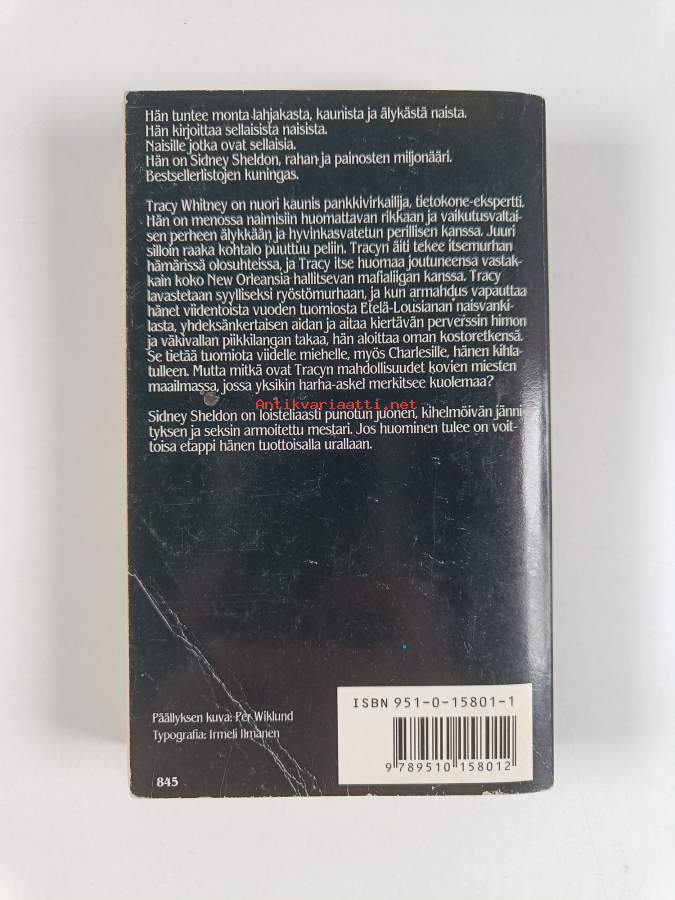 Hän tuntee monta lahjakasta, kaunista ja älykästä naista.
Hän kirjoittaa sellaisista naisista.
Naisille jotka ovat sellaisia.
Hän on Sidney Sheldon, rahan ja painosten miljonääri.
Bestsellerlistojen kuningas.
Tracy Whitney on nuori kaunis pankkivirkailija, tietokone-ekspertti.
Hän on menossa naimisiin huomattavan rikkaan ja vaikutusvaltai-
sen perheen älykkään ja hyvinkasvatetun perillisen kanssa. Juuri
silloin raaka kohtalo puuttuu peliin. Tracyn äiti tekee itsemurhan
hämärissä olosuhteissa, ja Tracy itse huomaa joutuneensa vastak-
kain koko New Orleansia hallitsevan mafialiigan kanssa. Tracy
lavastetaan syylliseksi ryöstömurhaan, ja kun armahdus vapauttaa
hänet viidentoista vuoden tuomiosta Etelä-Lousianan naisvanki-
lasta, yhdeksänkertaisen aidan ja aitaa kiertävän perverssin himon
ja väkivallan piikkilangan takaa, hän aloittaa oman kostoretkensä.
Se tietää tuomiota viidelle miehelle, myös Charlesille, hänen kihla-
tulleen. Mutta mitkä ovat Tracyn mahdollisuudet kovien miesten
maailmassa, jossa yksikin harha-askel merkitsee kuolemaa?
Antikvariaatti.net
Sidney Sheldon on loisteliaasti punotun juonen, kihelmöivän jänni
tyksen ja seksin armoitettu mestari. Jos huominen tulee on voit-
toisa etappi hänen tuottoisalla urallaan.
ISBN 951-0-15801-1
Päällyksen kuva: Per Wiklund
Typografia: Irmeli Ilmanen
9 789510 158012
845